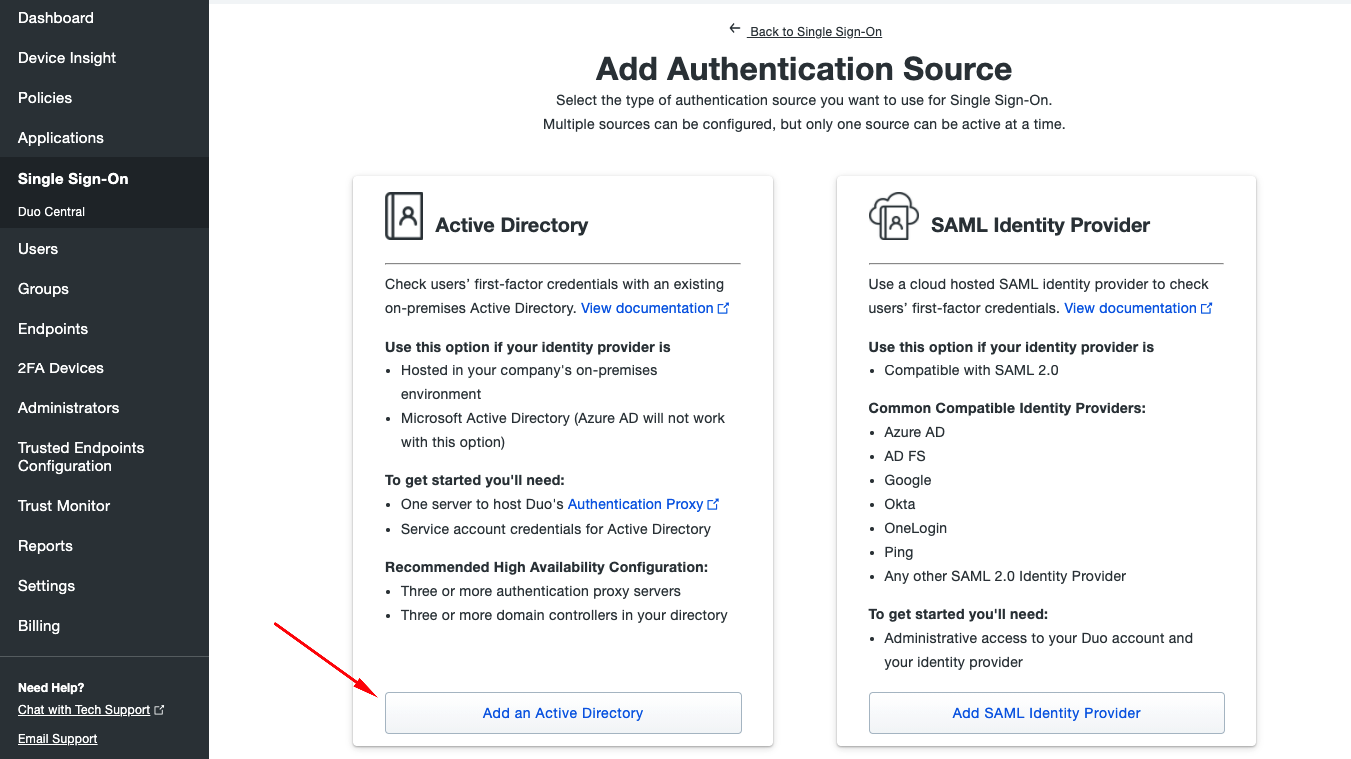 Dashboard
Device Insight
Policies
Applications
Single Sign-On
Duo Central
Users
Groups
Endpoints
2FA Devices
Administrators
Trusted Endpoints
Configuration
Trust Monitor
Reports
Settings
Billing
Need Help?
Chat with Tech Support
Email Support
Back to Single Sign-On
Add Authentication Source
Select the type of authentication source you want to use for Single Sign-On.
Multiple sources can be configured, but only one source can be active at a time.
Active Directory
Check users’ first-factor credentials with an existing
on-premises Active Directory. View documentation
Use this option if your identity provider is
• Hosted in your company's on-premises
environment
• Microsoft Active Directory (Azure AD will not work
with this option)
To get started you'll need:
• One server to host Duo's Authentication Proxy
• Service account credentials for Active Directory
Recommended High Availability Configuration:
• Three or more authentication proxy servers
• Three or more domain controllers in your directory
Add an Active Directory
SAML Identity Provider
Use a cloud hosted SAML identity provider to check
users’ first-factor credentials. View documentation
Use this option if your identity provider is
• Compatible with SAML 2.0
Common Compatible Identity Providers:
• Azure AD
• AD FS
• Google
• Okta
• OneLogin
• Ping
• Any other SAML 2.0 Identity Provider
To get started you'll need:
• Administrative access to your Duo account and
your identity provider
Add SAML Identity Provider